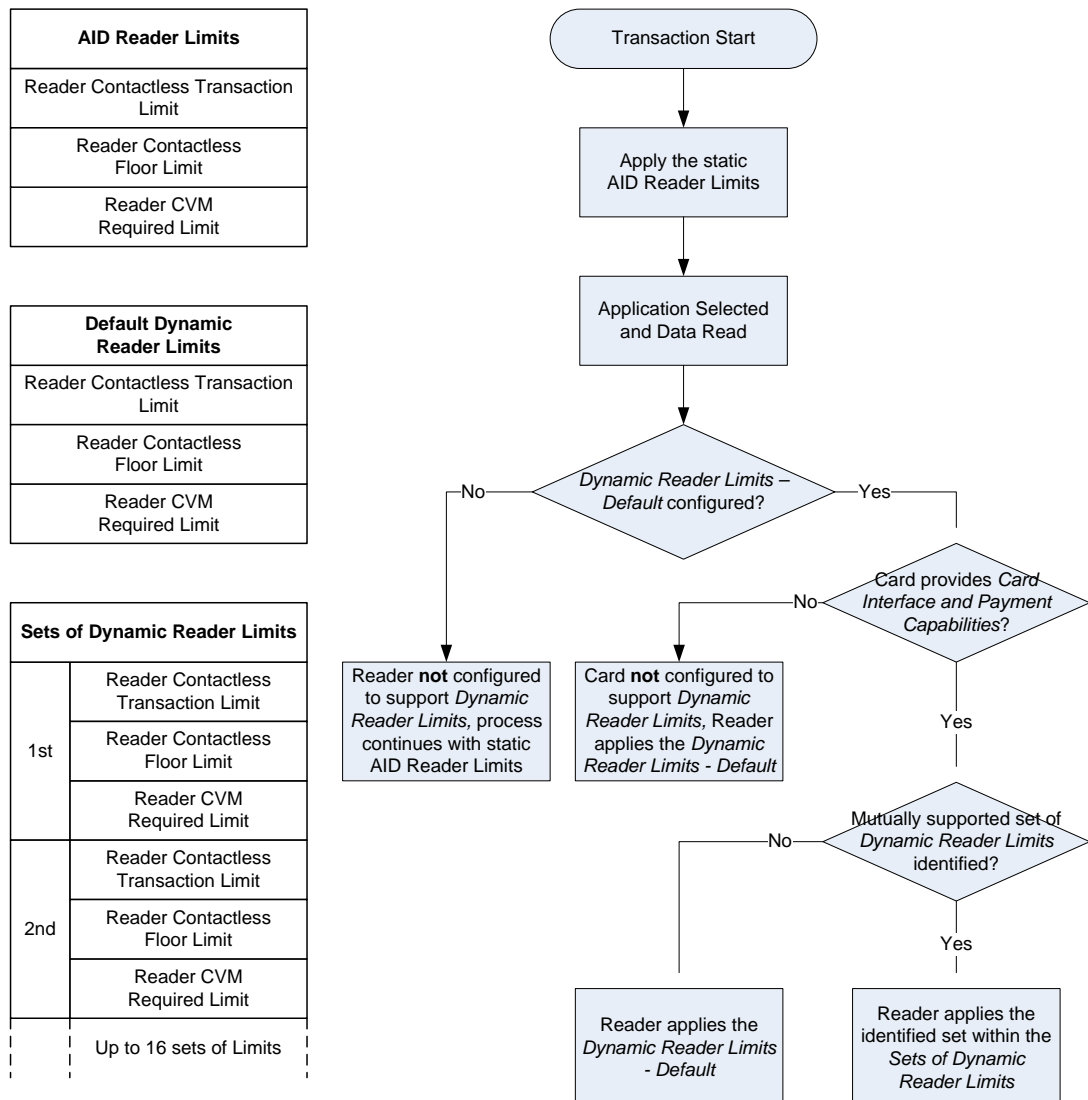 AID Reader Limits
Reader Contactless Transaction
Limit
Reader Contactless
Floor Limit
Reader CVM
Required Limit
Default Dynamic
Reader Limits
Reader Contactless Transaction
Limit
Reader Contactless
Floor Limit
Reader CVM
Required Limit
Sets of Dynamic Reader Limits
1st
Reader Contactless
Transaction Limit
Reader Contactless
Floor Limit
Reader CVM
Required Limit
2nd
Reader Contactless
Transaction Limit
Reader Contactless
Floor Limit
Reader CVM
Required Limit
Up to 16 sets of Limits
Transaction Start
Apply the static
AID Reader Limits
Application Selected
and Data Read
Dynamic Reader Limits –
Default configured?
No
Yes
Card provides Card
Interface and Payment
Capabilities?
No
Yes
Reader not configured
to support Dynamic
Reader Limits, process
continues with static
AID Reader Limits
Card not configured to
support Dynamic
Reader Limits, Reader
applies the Dynamic
Reader Limits - Default
Mutually supported set of
Dynamic Reader Limits
identified?
No
Yes
Reader applies the
Dynamic Reader Limits
- Default
Reader applies the
identified set within the
Sets of Dynamic
Reader Limits